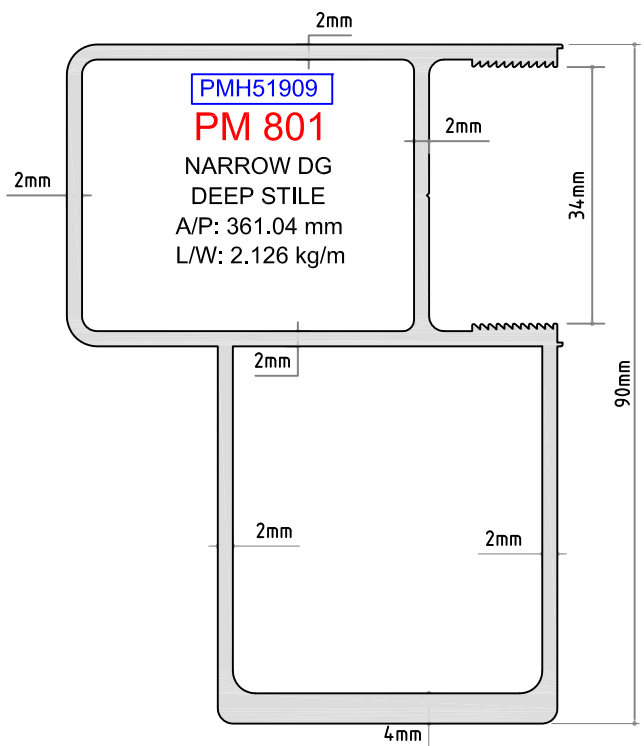 2mm
PMH51909
PM 801
2mm
NARROW DG
2mm
DEEP STILE
34mm
A/P: 361.04 mm
L/W: 2.126 kg/m
2mm
90mm
2mm
2mm
4mm